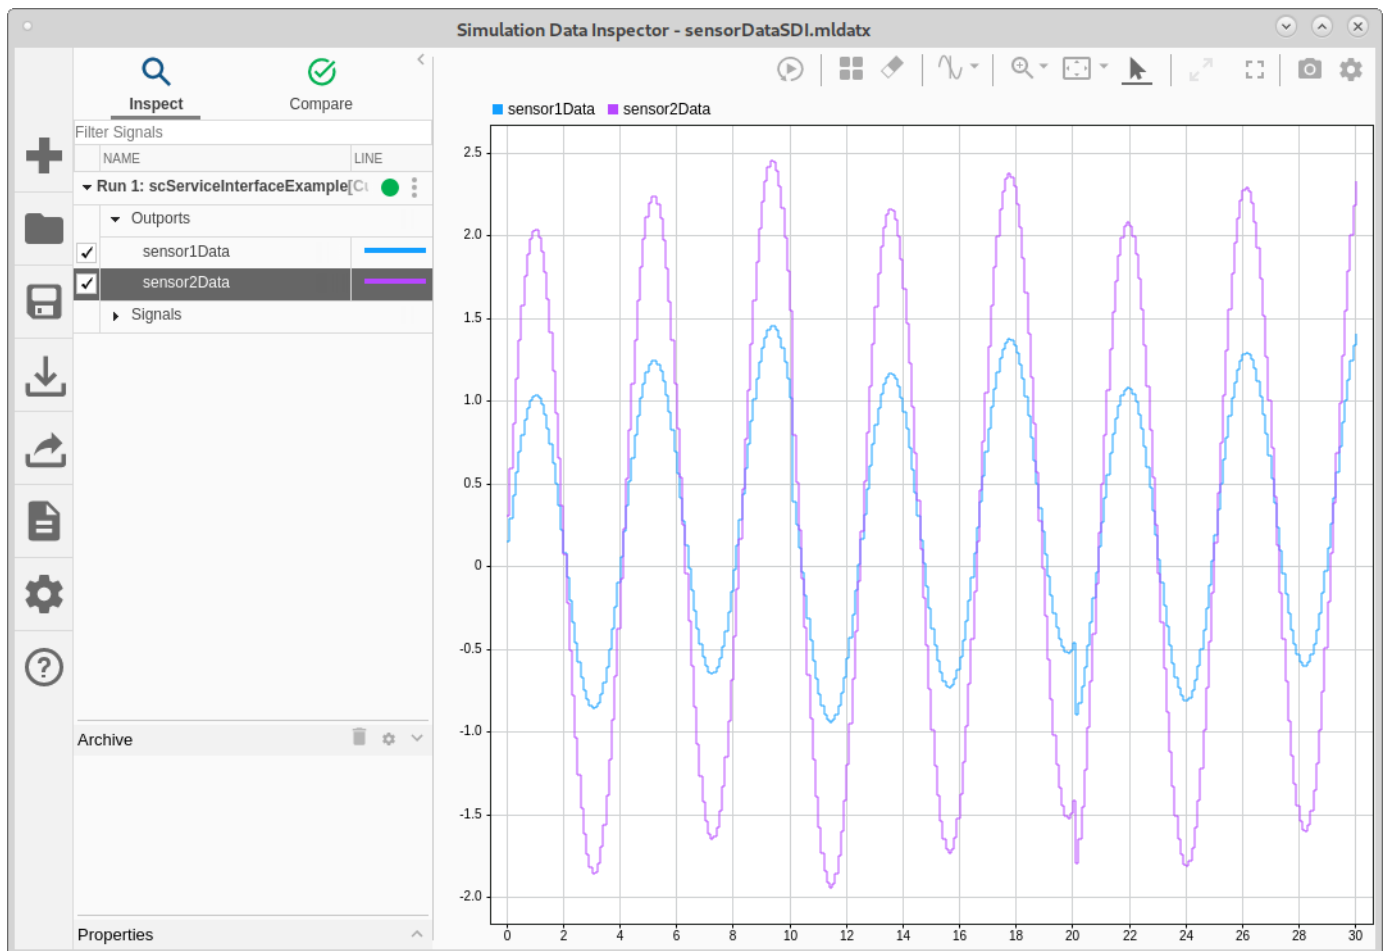 Simulation Data Inspector - sensorDataSDI.mldatx
Inspect
Compare
Filter Signals
NAME LINE
Run 1: scServiceInterfaceExample[Cu
Outports
sensor1Data
sensor2Data
Signals
Archive
Properties
sensor1Data sensor2Data
2.5
2.0
1.5
1.0
0.5
0
-0.5
-1.0
-1.5
-2.0
0 2 4 6 8 10 12 14 16 18 20 22 24 26 28 30